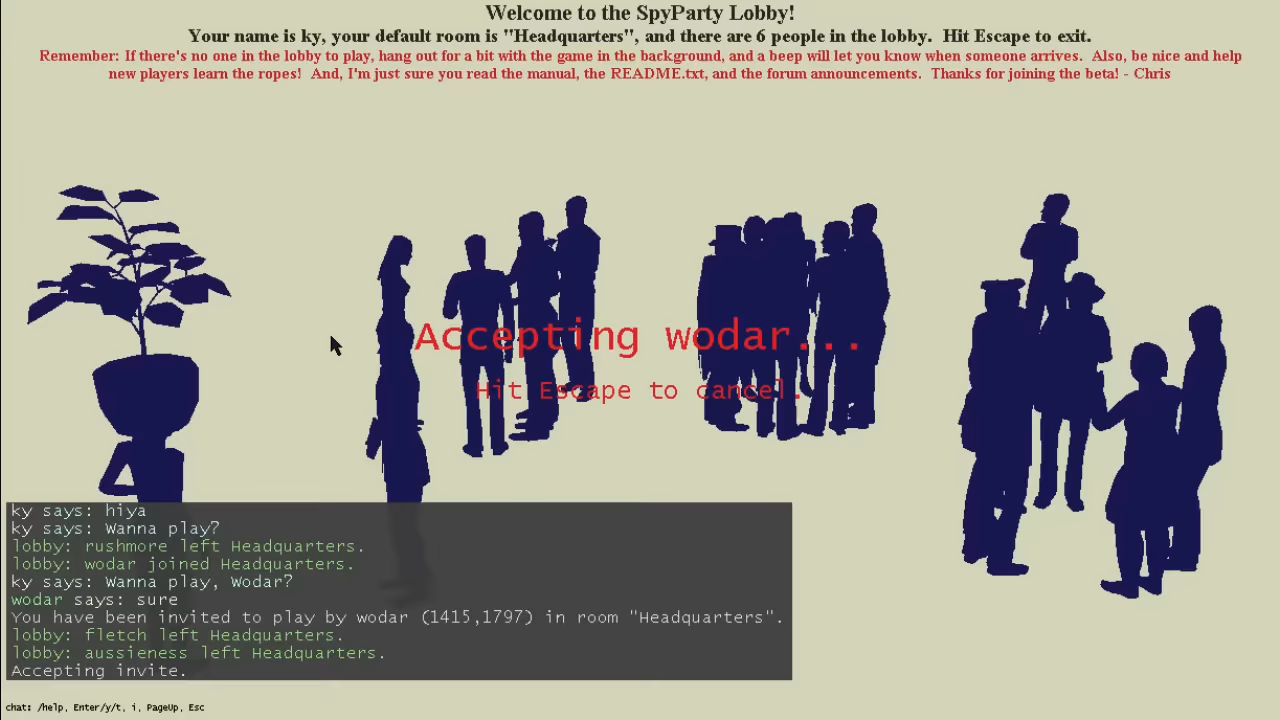 Welcome to the SpyParty Lobby!
Your name is ky, your default room is "Headquarters", and there are 6 people in the lobby.  Hit Escape to exit.
Remember: If there's no one in the lobby to play, hang out for a bit with the game in the background, and a beep will let you know when someone arrives.  Also, be nice and help
new players learn the ropes!  And, I'm just sure you read the manual, the README.txt, and the forum announcements.  Thanks for joining the beta! - Chris
Accepting wodar...
Hit Escape to cancel.
ky says: hiya
ky says: Wanna play?
lobby: rushmore left Headquarters.
lobby: wodar joined Headquarters.
ky says: Wanna play, Wodar?
wodar says: sure
You have been invited to play by wodar (1415,1797) in room "Headquarters".
lobby: fletch left Headquarters.
lobby: aussieness left Headquarters.
Accepting invite.
chat: /help, Enter/y/t, i, PageUp, Esc